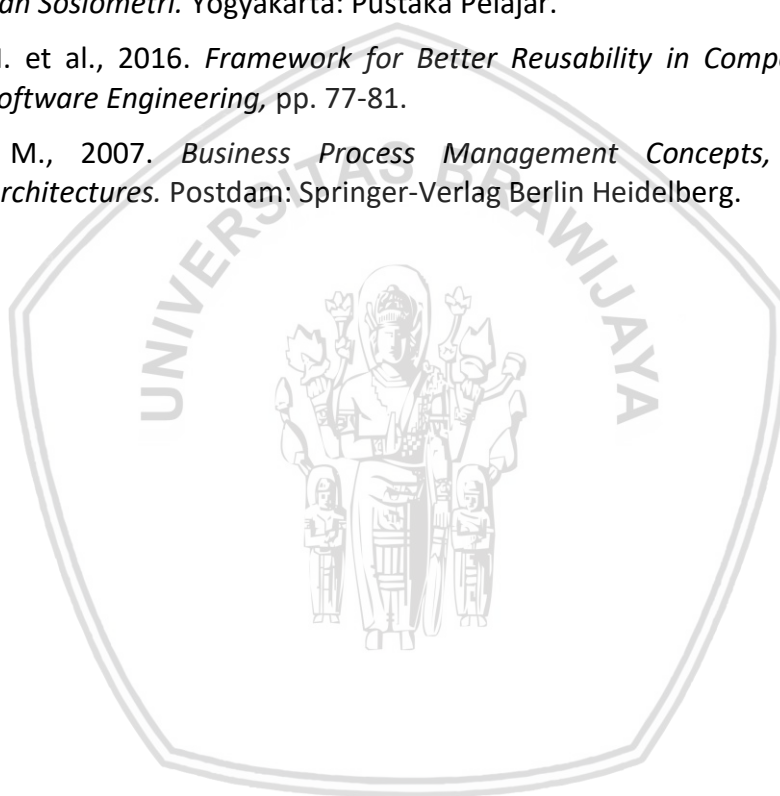 an Sosiometri. Yogyakarta: Pustaka Pelajar.
. et al., 2016. Framework for Better Reusability in Compo
oftware Engineering, pp. 77-81.
M., 2007. Business Process Management Concepts,
rchitectures. Postdam: Springer-Verlag Berlin Heidelberg.
UNIVERSITAS BRAWIJAYA